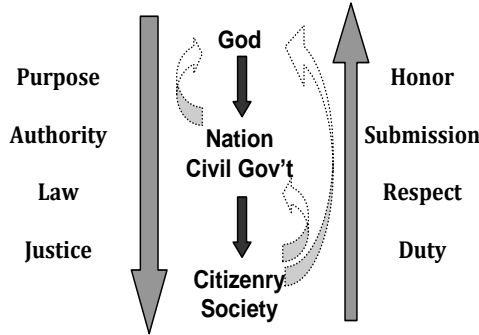 God
Purpose
Honor
Authority
Nation
Civil Gov't
Submission
Law
Respect
Justice
Duty
Citizenry
Society